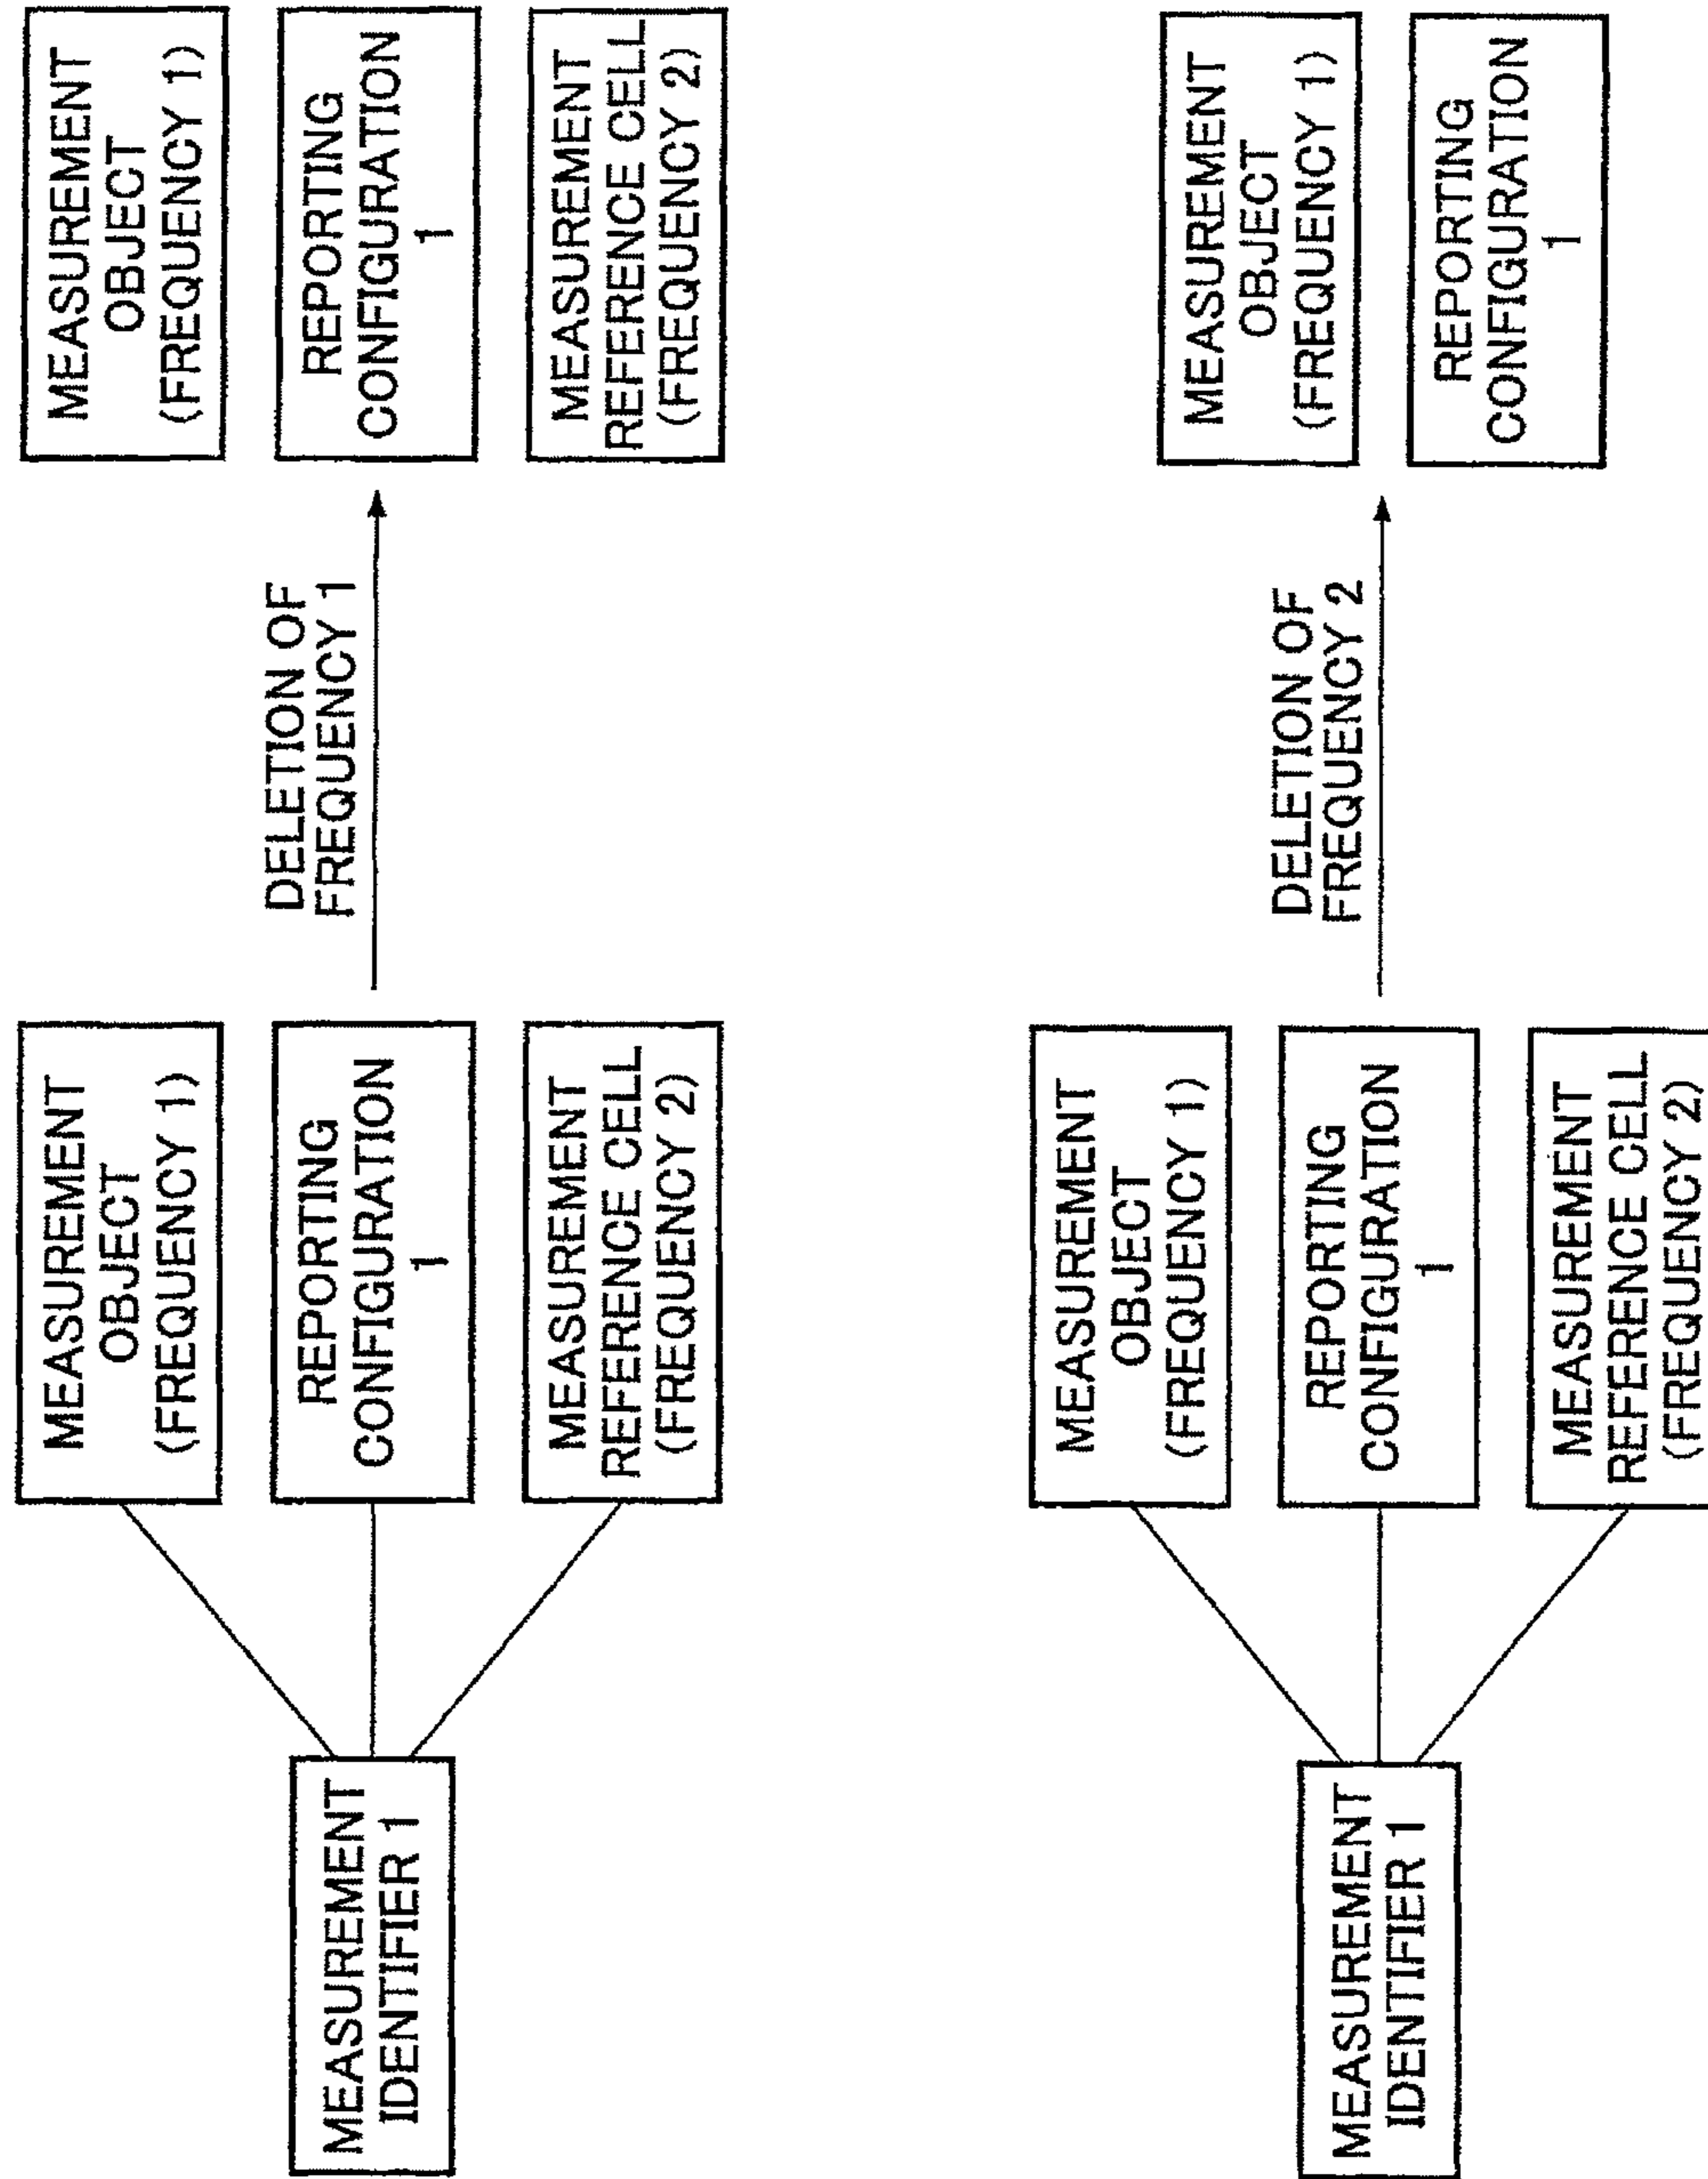 MEASUREMENT
IDENTIFIER 1
MEASUREMENT
OBJECT
(FREQUENCY 1)
REPORTING
CONFIGURATION
1
MEASUREMENT
REFERENCE CELL
(FREQUENCY 2)
DELETION OF
FREQUENCY 1
MEASUREMENT
OBJECT
(FREQUENCY 1)
REPORTING
CONFIGURATION
1
MEASUREMENT
REFERENCE CELL
(FREQUENCY 2)
MEASUREMENT
IDENTIFIER 1
MEASUREMENT
OBJECT
(FREQUENCY 1)
REPORTING
CONFIGURATION
1
MEASUREMENT
REFERENCE CELL
(FREQUENCY 2)
DELETION OF
FREQUENCY 2
MEASUREMENT
OBJECT
(FREQUENCY 1)
REPORTING
CONFIGURATION
1